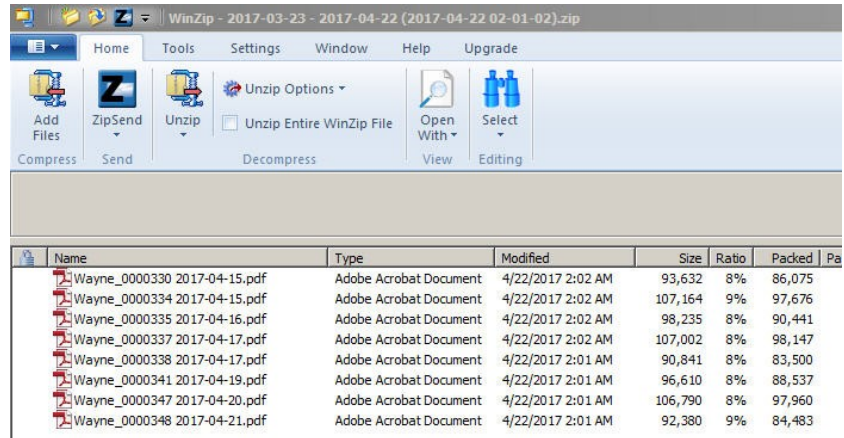 WinZip - 2017-03-23 - 2017-04-22 (2017-04-22 02-01-02).zip
Home Tools Settings Window Help Upgrade
Add Files
ZipSend
Unzip
Unzip Options
Unzip Entire WinZip File
Open With
Select
Compress Send Decompress View Editing
Name Type Modified Size Ratio Packed Pa
Wayne_0000330 2017-04-15.pdf Adobe Acrobat Document 4/22/2017 2:02 AM 93,632 8% 86,075
Wayne_0000334 2017-04-15.pdf Adobe Acrobat Document 4/22/2017 2:02 AM 107,164 9% 97,676
Wayne_0000335 2017-04-16.pdf Adobe Acrobat Document 4/22/2017 2:02 AM 98,235 8% 90,441
Wayne_0000337 2017-04-17.pdf Adobe Acrobat Document 4/22/2017 2:02 AM 107,002 8% 98,147
Wayne_0000338 2017-04-17.pdf Adobe Acrobat Document 4/22/2017 2:01 AM 90,841 8% 83,500
Wayne_0000341 2017-04-19.pdf Adobe Acrobat Document 4/22/2017 2:01 AM 96,610 8% 88,537
Wayne_0000347 2017-04-20.pdf Adobe Acrobat Document 4/22/2017 2:01 AM 106,790 8% 97,960
Wayne_0000348 2017-04-21.pdf Adobe Acrobat Document 4/22/2017 2:01 AM 92,380 9% 84,483